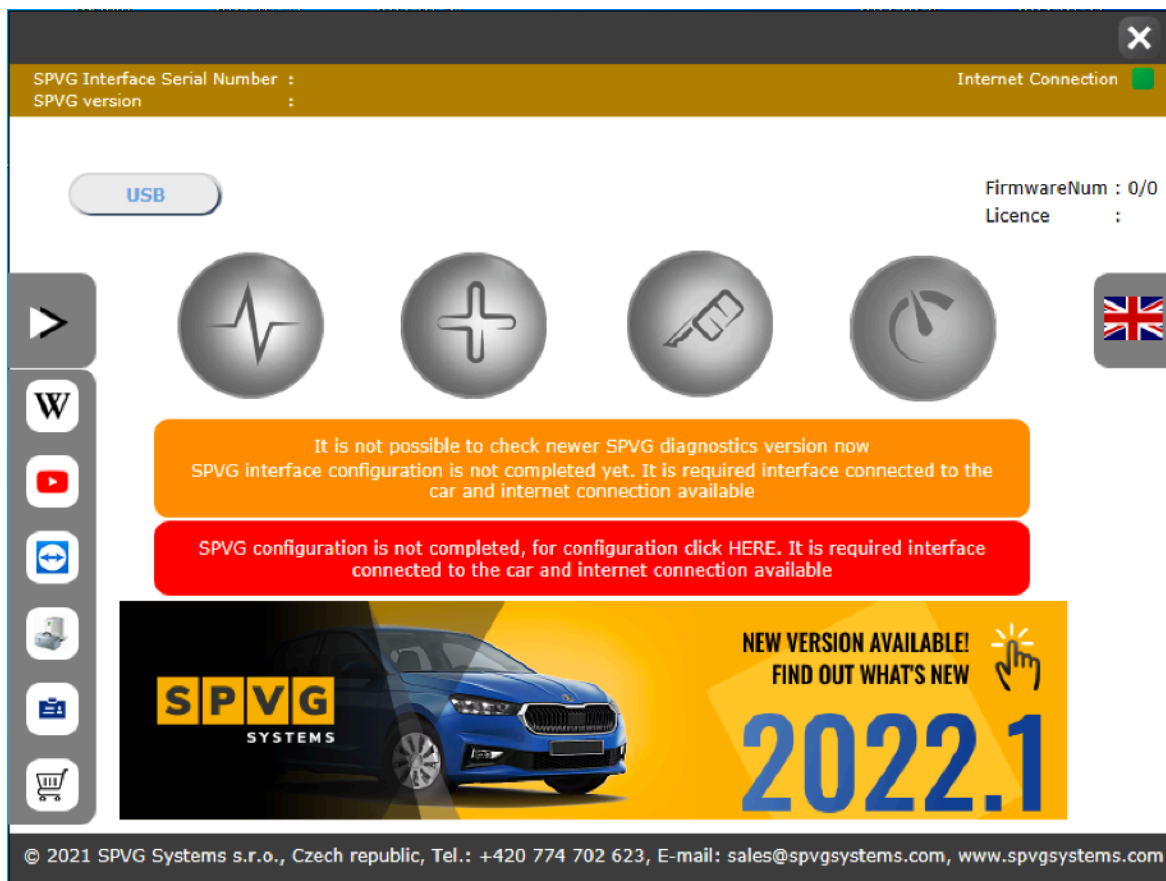 SPVG Interface Serial Number :
Internet Connection
SPVG version :
USB
FirmwareNum : 0/0
Licence :
W
It is not possible to check newer SPVG diagnostics version now
SPVG interface configuration is not completed yet. It is required interface connected to the
car and internet connection available
SPVG configuration is not completed, for configuration click HERE. It is required interface
connected to the car and internet connection available
SPVG
SYSTEMS
NEW VERSION AVAILABLE!
FIND OUT WHAT'S NEW
2022.1
© 2021 SPVG Systems s.r.o., Czech republic, Tel.: +420 774 702 623, E-mail: sales@spvgsystems.com, www.spvgsystems.com